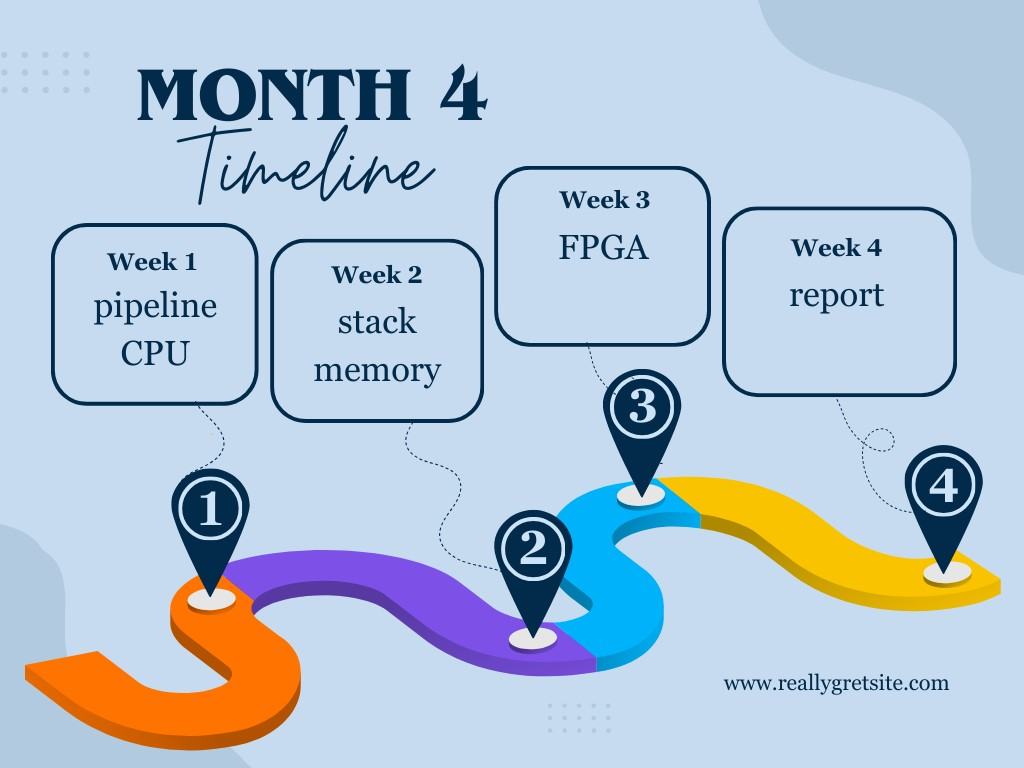 MONTH 4
Timeline
Week 1
pipeline
CPU
Week 2
stack
memory
Week 3
FPGA
Week 4
report
1
2
3
4
www.reallygretsite.com